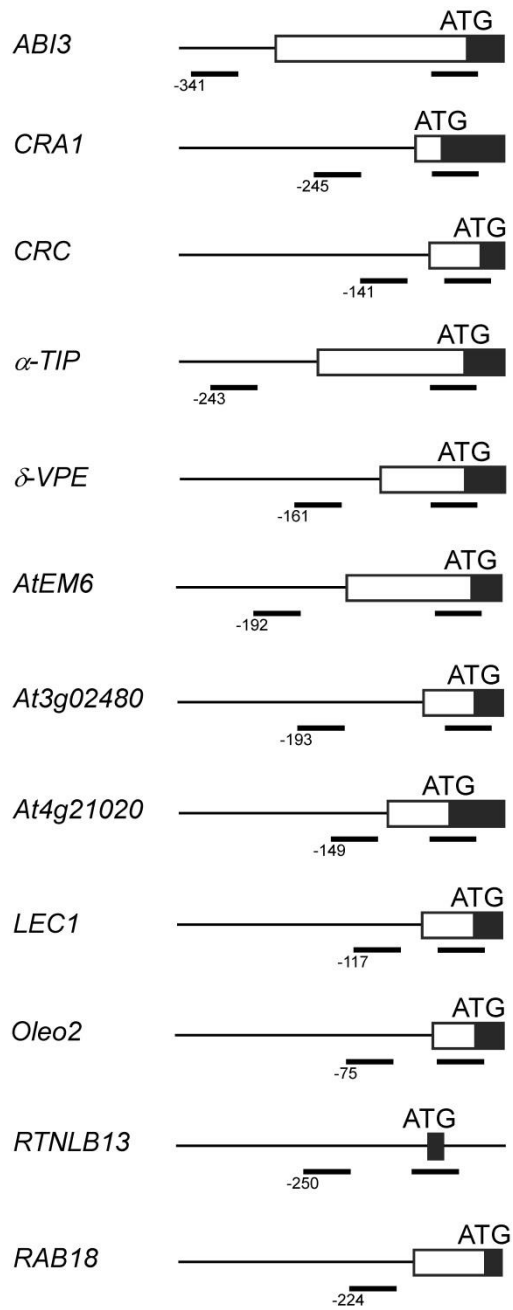 ABI3 ATG
-341
CRA1 ATG
-245
CRC ATG
-141
α-TIP ATG
-243
δ-VPE ATG
-161
AtEM6 ATG
-192
At3g02480 ATG
-193
At4g21020 ATG
-149
LEC1 ATG
-117
Oleo2 ATG
-75
RTNLB13 ATG
-250
RAB18 ATG
-224